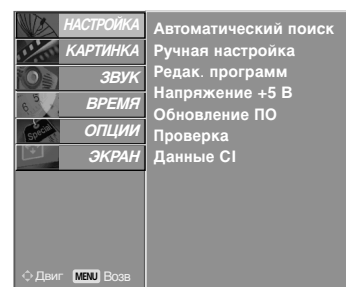 НАСТРОЙКА
КАРТИНКА
ЗВУК
ВРЕМЯ
ОПЦИИ
ЭКРАН
Special
Автоматический поиск
Ручная настройка
Редак. программ
Напряжение +5 В
Обновление ПО
Проверка
Данные CI
Двиг MENU Возв